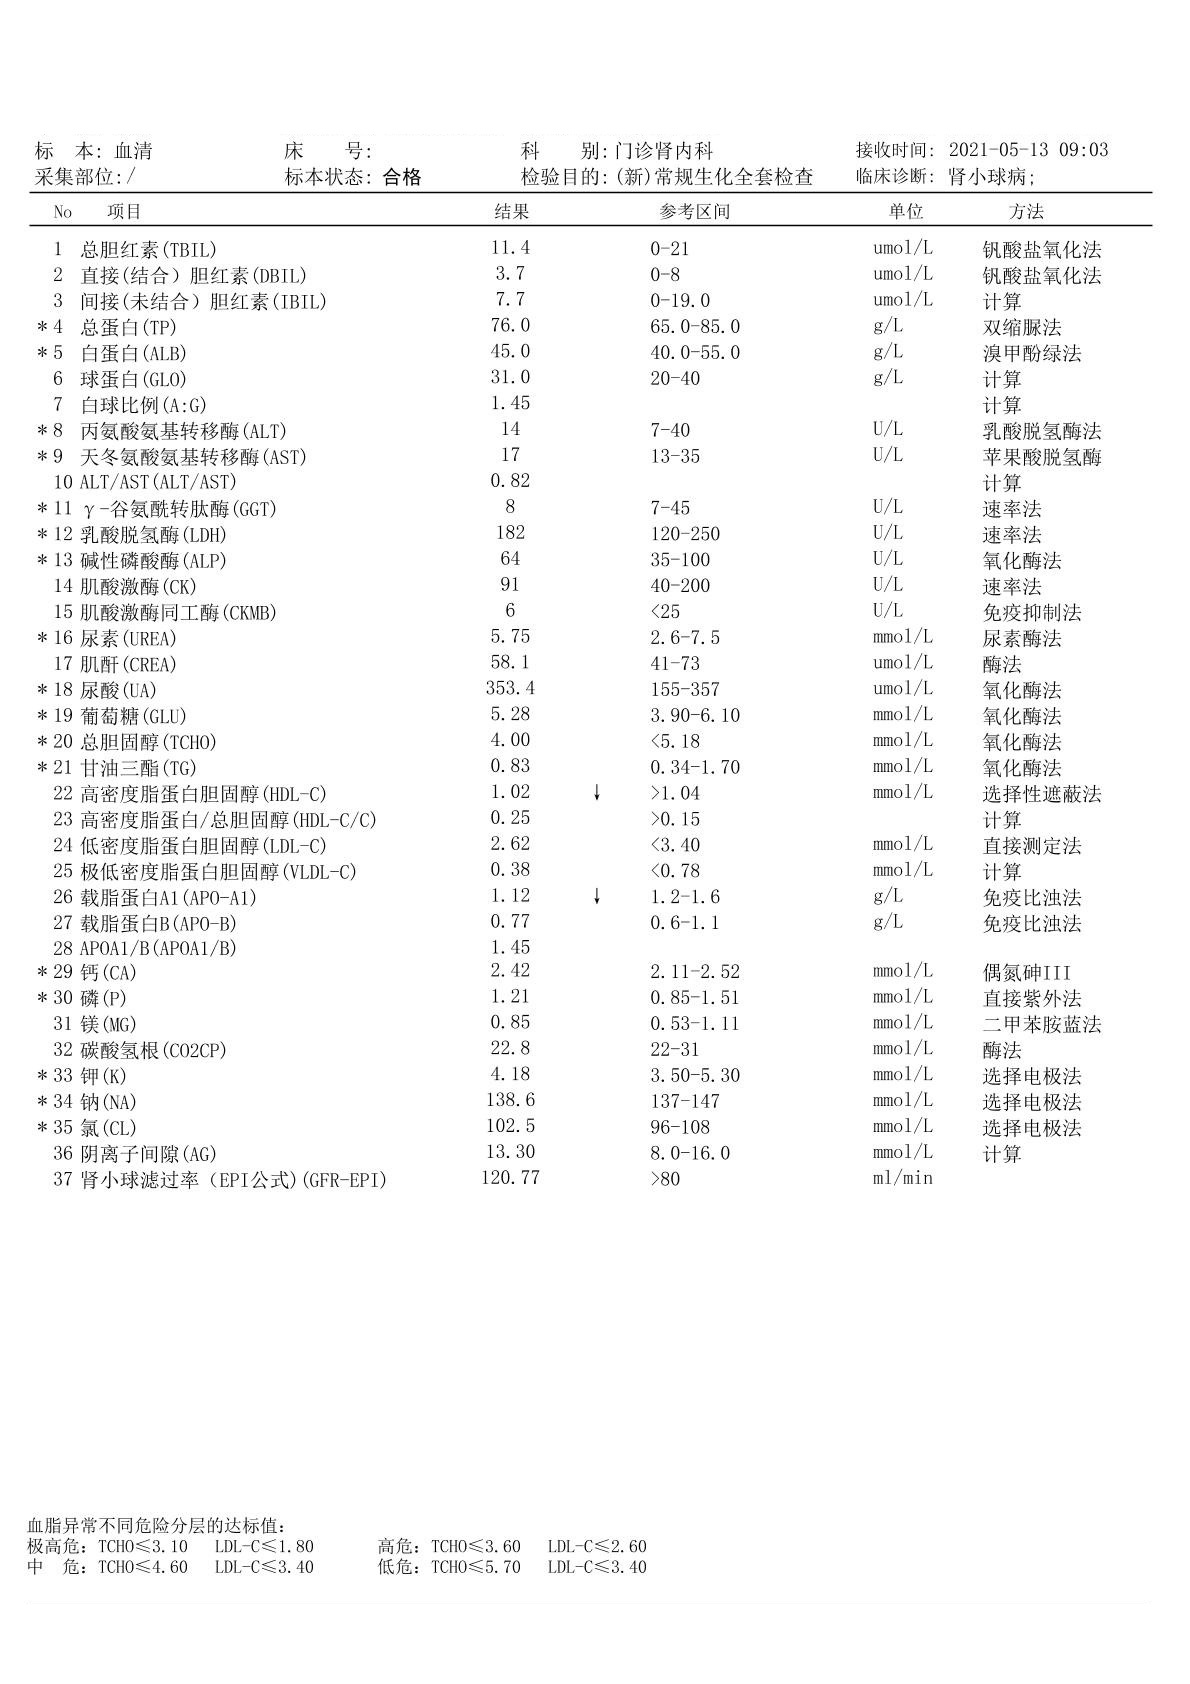 标 本: 血清 床 号: 科 别: 门诊肾内科 接收时间: 2021-05-13 09:03
采集部位: / 标本状态: 合格 检验目的: (新)常规生化全套检查 临床诊断: 肾小球病;
No 项目 结果 参考区间 单位 方法
1 总胆红素(TBIL) 11.4 0-21 umol/L 钒酸盐氧化法
2 直接(结合）胆红素(DBIL) 3.7 0-8 umol/L 钒酸盐氧化法
3 间接(未结合）胆红素(IBIL) 7.7 0-19.0 umol/L 计算
*4 总蛋白(TP) 76.0 65.0-85.0 g/L 双缩脲法
*5 白蛋白(ALB) 45.0 40.0-55.0 g/L 溴甲酚绿法
6 球蛋白(GLO) 31.0 20-40 g/L 计算
7 白球比例(A:G) 1.45 计算
*8 丙氨酸氨基转移酶(ALT) 14 7-40 U/L 乳酸脱氢酶法
*9 天冬氨酸氨基转移酶(AST) 17 13-35 U/L 苹果酸脱氢酶
10 ALT/AST(ALT/AST) 0.82 计算
*11 γ-谷氨酰转肽酶(GGT) 8 7-45 U/L 速率法
*12 乳酸脱氢酶(LDH) 182 120-250 U/L 速率法
*13 碱性磷酸酶(ALP) 64 35-100 U/L 氧化酶法
14 肌酸激酶(CK) 91 40-200 U/L 速率法
15 肌酸激酶同工酶(CKMB) 6 <25 U/L 免疫抑制法
*16 尿素(UREA) 5.75 2.6-7.5 mmol/L 尿素酶法
17 肌酐(CREA) 58.1 41-73 umol/L 酶法
*18 尿酸(UA) 353.4 155-357 umol/L 氧化酶法
*19 葡萄糖(GLU) 5.28 3.90-6.10 mmol/L 氧化酶法
*20 总胆固醇(TCHO) 4.00 <5.18 mmol/L 氧化酶法
*21 甘油三酯(TG) 0.83 0.34-1.70 mmol/L 氧化酶法
22 高密度脂蛋白胆固醇(HDL-C) 1.02 ↓ >1.04 mmol/L 选择性遮蔽法
23 高密度脂蛋白/总胆固醇(HDL-C/C) 0.25 >0.15 计算
24 低密度脂蛋白胆固醇(LDL-C) 2.62 <3.40 mmol/L 直接测定法
25 极低密度脂蛋白胆固醇(VLDL-C) 0.38 <0.78 mmol/L 计算
26 载脂蛋白A1(APO-A1) 1.12 ↓ 1.2-1.6 g/L 免疫比浊法
27 载脂蛋白B(APO-B) 0.77 0.6-1.1 g/L 免疫比浊法
28 APOA1/B(APOA1/B) 1.45
*29 钙(CA) 2.42 2.11-2.52 mmol/L 偶氮砷III
*30 磷(P) 1.21 0.85-1.51 mmol/L 直接紫外法
31 镁(MG) 0.85 0.53-1.11 mmol/L 二甲苯胺蓝法
32 碳酸氢根(CO2CP) 22.8 22-31 mmol/L 酶法
*33 钾(K) 4.18 3.50-5.30 mmol/L 选择电极法
*34 钠(NA) 138.6 137-147 mmol/L 选择电极法
*35 氯(CL) 102.5 96-108 mmol/L 选择电极法
36 阴离子间隙(AG) 13.30 8.0-16.0 mmol/L 计算
37 肾小球滤过率（EPI公式)(GFR-EPI) 120.77 >80 ml/min
血脂异常不同危险分层的达标值:
极高危: TCHO≤3.10 LDL-C≤1.80 高危: TCHO≤3.60 LDL-C≤2.60
中 危: TCHO≤4.60 LDL-C≤3.40 低危: TCHO≤5.70 LDL-C≤3.40